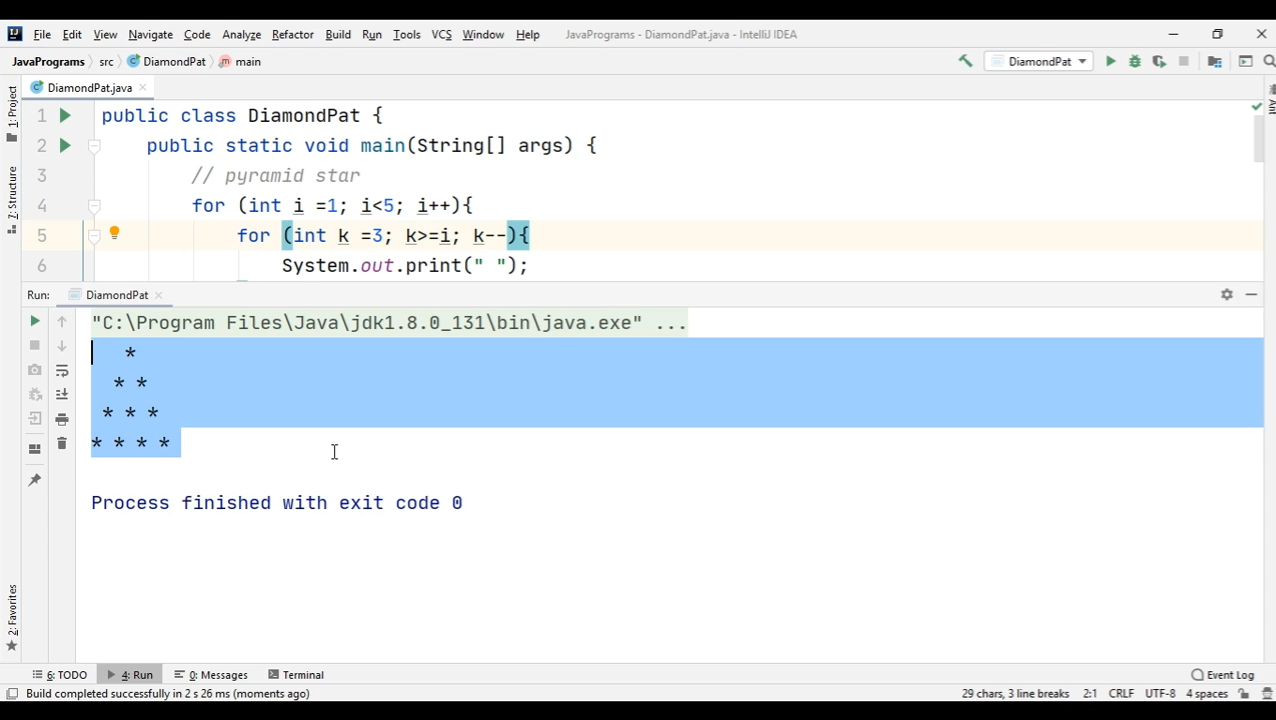 File Edit View Navigate Code Analyze Refactor Build Run Tools VCS Window Help JavaPrograms - DiamondPat.java - IntelliJ IDEA
JavaPrograms src DiamondPat main DiamondPat
DiamondPat.java
1: Project
Z: Structure
2: Favorites
Ant
1 public class DiamondPat {
2 public static void main(String[] args) {
3 // pyramid star
4 for (int i =1; i<5; i++){
5 for (int k =3; k>=i; k--){
6 System.out.print(" ");
Run: DiamondPat
"C:\Program Files\Java\jdk1.8.0_131\bin\java.exe" ...
*
* *
* * *
* * * *
Process finished with exit code 0
6: TODO 4: Run 0: Messages Terminal Event Log
Build completed successfully in 2 s 26 ms (moments ago) 29 chars, 3 line breaks 2:1 CRLF UTF-8 4 spaces